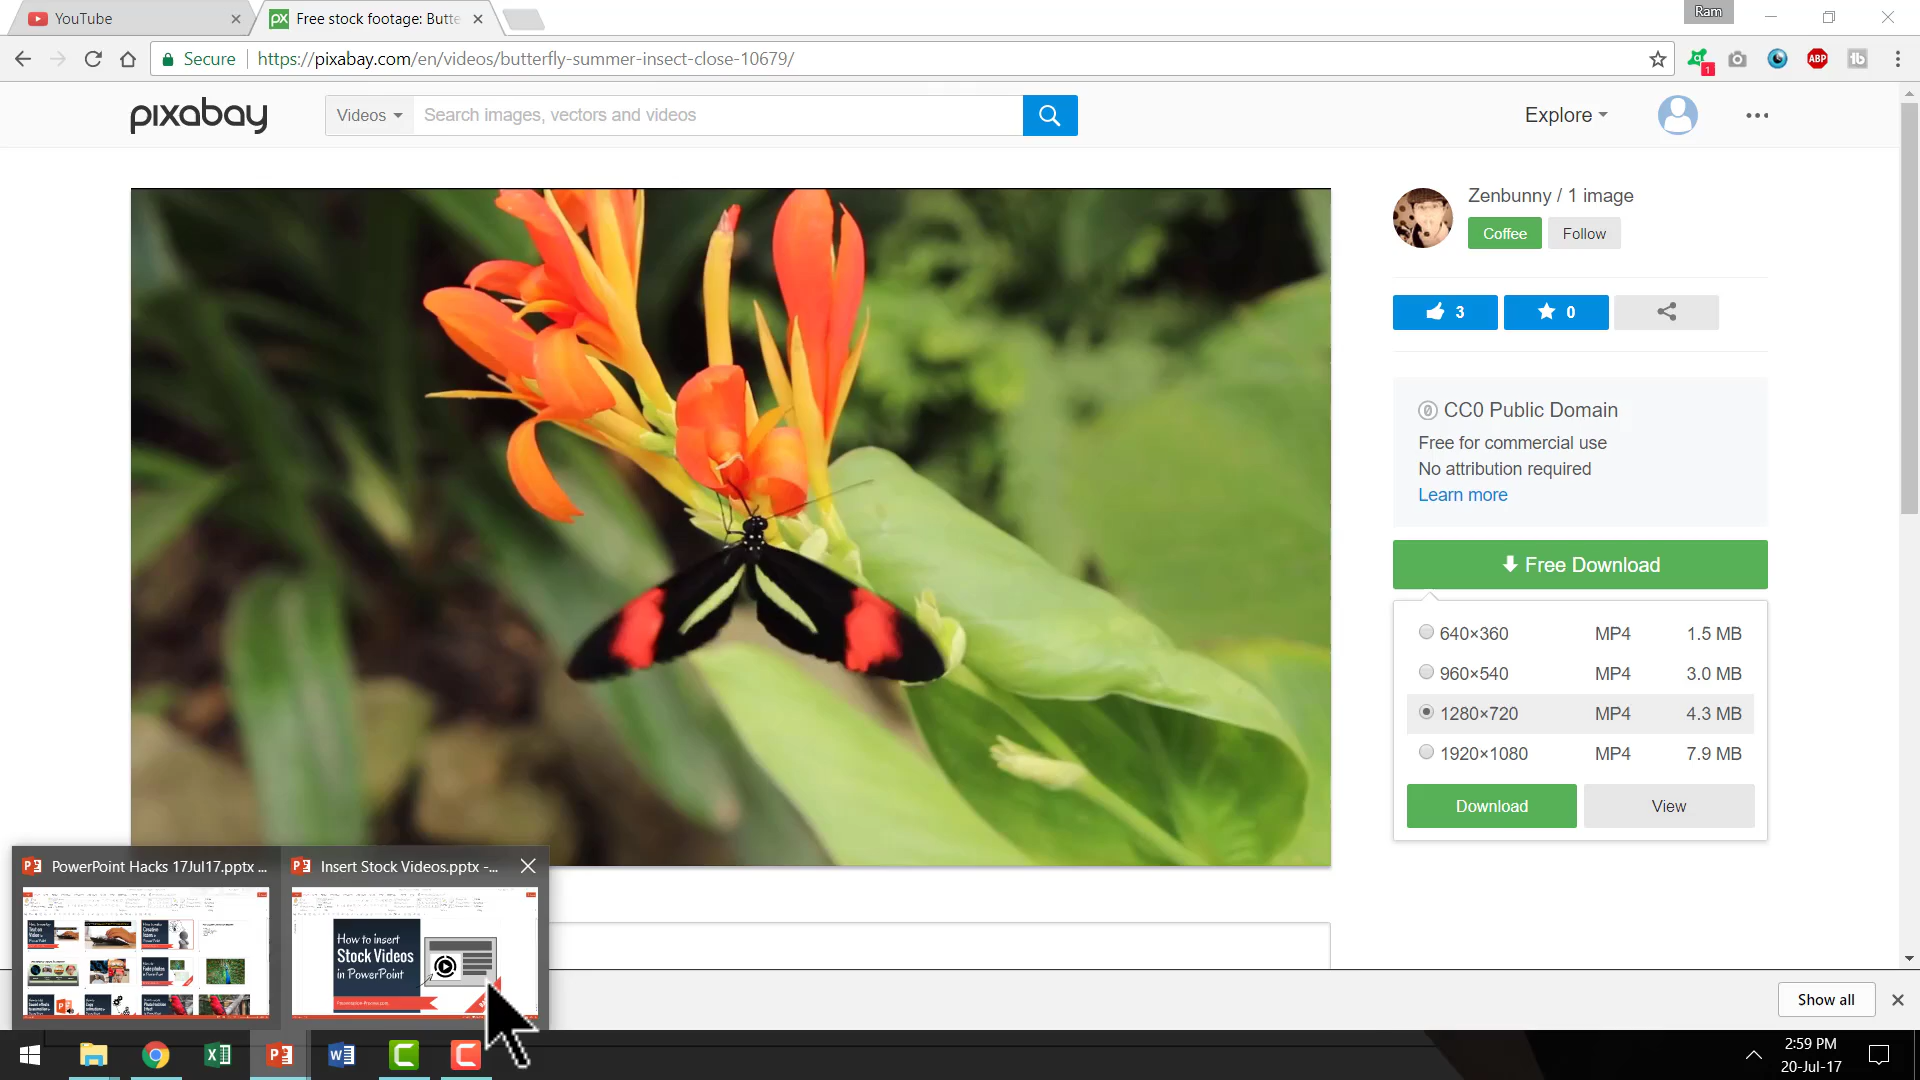 YouTube
Free stock footage: Butte
Ram
Secure
https://pixabay.com/en/videos/butterfly-summer-insect-close-10679/
1
ABP
tb
pixabay
Videos
Search images, vectors and videos
Explore
Zenbunny / 1 image
Coffee
Follow
3
0
CC0 Public Domain
Free for commercial use
No attribution required
Learn more
Free Download
640×360 MP4 1.5 MB
960×540 MP4 3.0 MB
1280×720 MP4 4.3 MB
1920×1080 MP4 7.9 MB
Download
View
PowerPoint Hacks 17Jul17.pptx ...
Insert Stock Videos.pptx -...
How to insert
Stock Videos
in PowerPoint
Show all
2:59 PM
20-Jul-17